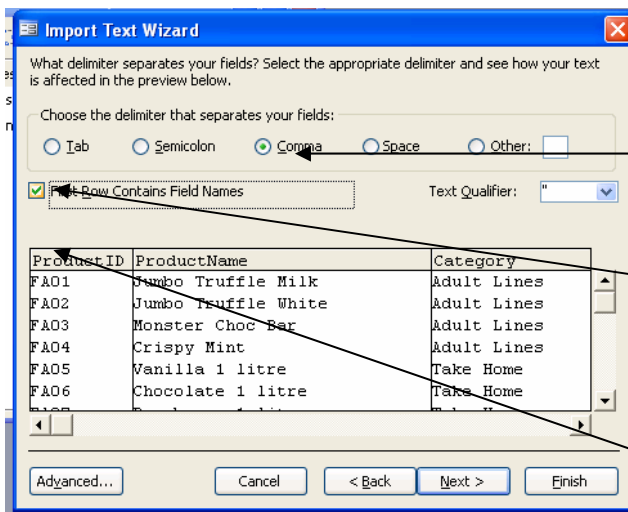 Import Text Wizard
What delimiter separates your fields? Select the appropriate delimiter and see how your text
is affected in the preview below.
Choose the delimiter that separates your fields:
Tab Semicolon Comma Space Other:
First Row Contains Field Names Text Qualifier: "
ProductID ProductName Category
FA01 Jumbo Truffle Milk Adult Lines
FA02 Jumbo Truffle White Adult Lines
FA03 Monster Choc Bar Adult Lines
FA04 Crispy Mint Adult Lines
FA05 Vanilla 1 litre Take Home
FA06 Chocolate 1 litre Take Home
Advanced... Cancel < Back Next > Finish